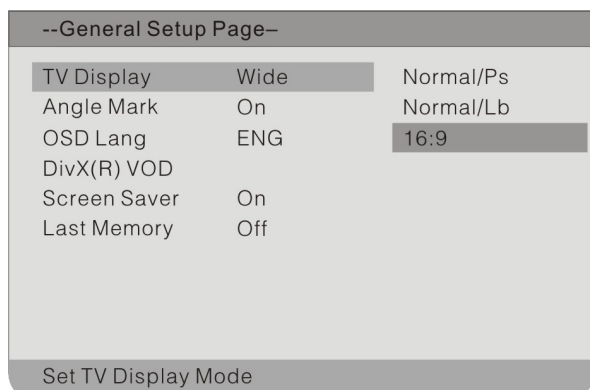 --General Setup Page–
TV Display Wide Normal/Ps
Angle Mark On Normal/Lb
OSD Lang ENG 16:9
DivX(R) VOD
Screen Saver On
Last Memory Off
Set TV Display Mode